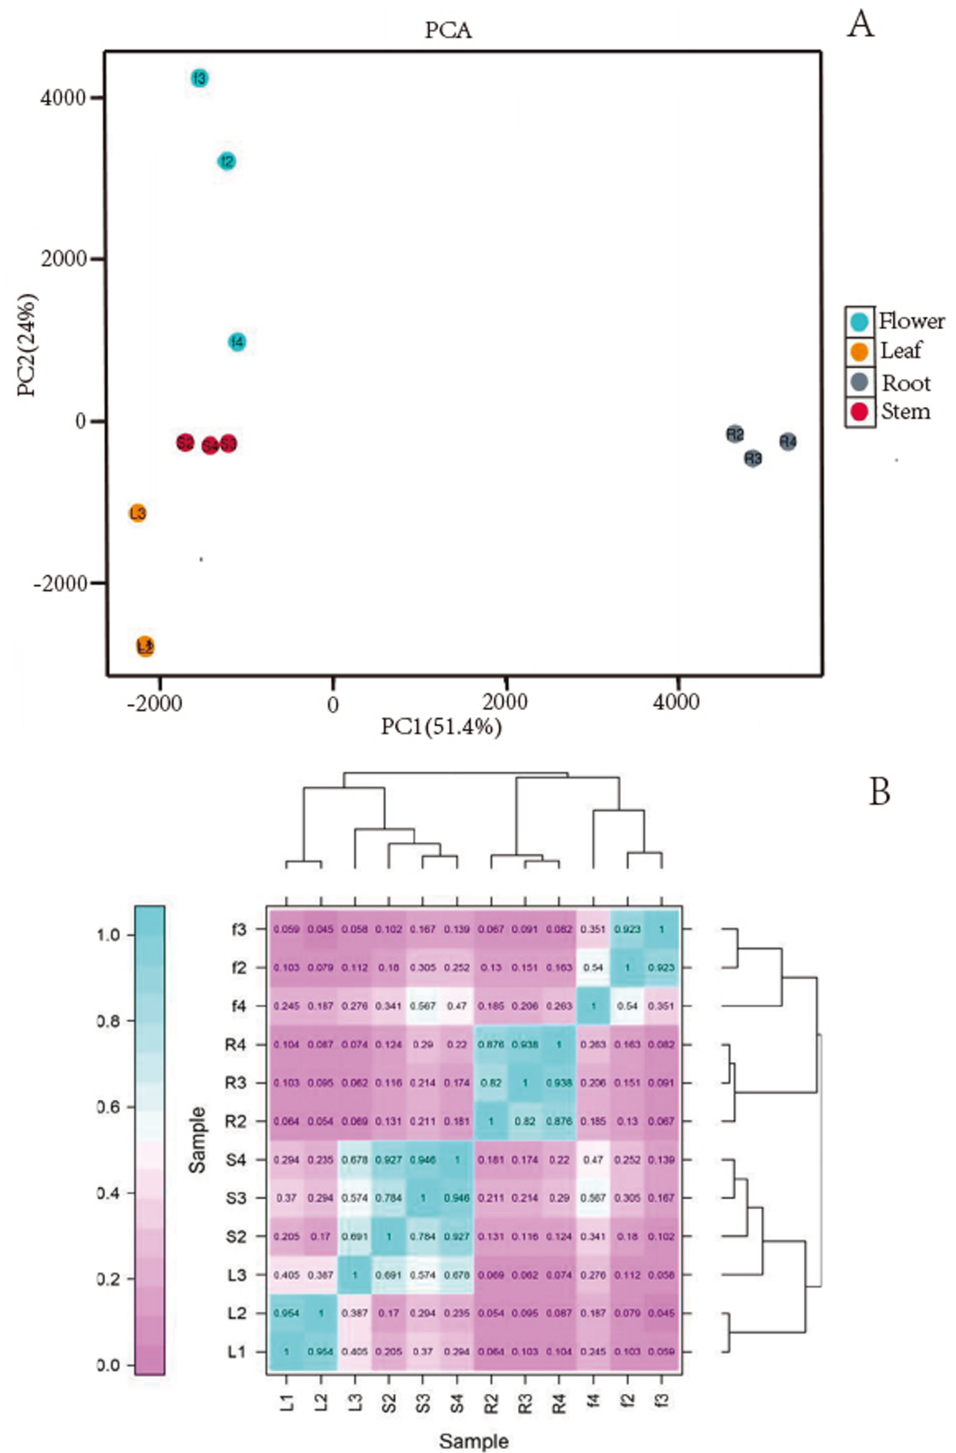 PCA
A
4000
2000
0
-2000
PC2(24%)
f3
f2
f4
S2 S4 S3
L3
R2
R3
R4
-2000 0 2000 4000
PC1(51.4%)
Flower
Leaf
Root
Stem
B
1.0
0.8
0.6
0.4
0.2
0.0
Sample
f3 0.059 0.045 0.058 0.102 0.167 0.139 0.067 0.091 0.082 0.351 0.923 1
f2 0.103 0.079 0.112 0.18 0.305 0.252 0.13 0.151 0.163 0.54 1 0.923
f4 0.245 0.187 0.276 0.341 0.567 0.47 0.185 0.206 0.263 1 0.54 0.351
R4 0.104 0.087 0.074 0.124 0.29 0.22 0.876 0.938 1 0.263 0.163 0.082
R3 0.103 0.095 0.062 0.116 0.214 0.174 0.82 1 0.938 0.206 0.151 0.091
R2 0.064 0.054 0.069 0.131 0.211 0.181 1 0.82 0.876 0.185 0.13 0.067
S4 0.294 0.235 0.678 0.927 0.946 1 0.181 0.174 0.22 0.47 0.252 0.139
S3 0.37 0.294 0.574 0.784 1 0.946 0.211 0.214 0.29 0.567 0.305 0.167
S2 0.205 0.17 0.691 1 0.784 0.927 0.131 0.116 0.124 0.341 0.18 0.102
L3 0.405 0.387 1 0.691 0.574 0.678 0.069 0.062 0.074 0.276 0.112 0.058
L2 0.954 1 0.387 0.17 0.294 0.235 0.054 0.095 0.087 0.187 0.079 0.045
L1 1 0.954 0.405 0.205 0.37 0.294 0.064 0.103 0.104 0.245 0.103 0.059
L1 L2 L3 S2 S3 S4 R2 R3 R4 f4 f2 f3
Sample